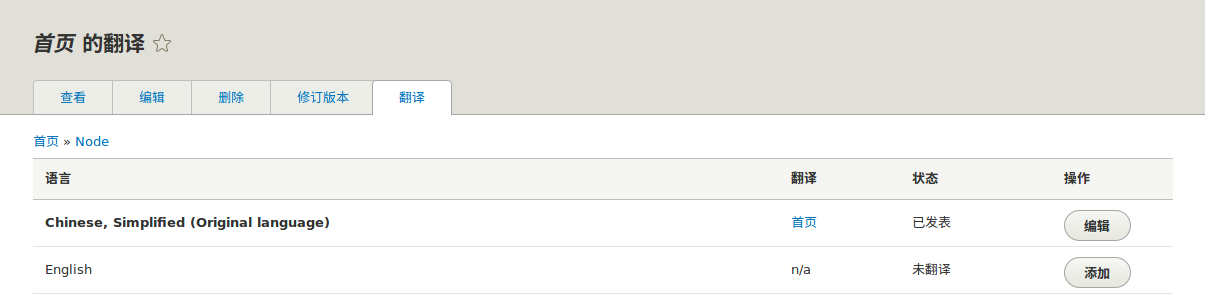 首页 的翻译
查看 编辑 删除 修订版本 翻译
首页 » Node
语言 翻译 状态 操作
Chinese, Simplified (Original language) 首页 已发表 编辑
English n/a 未翻译 添加